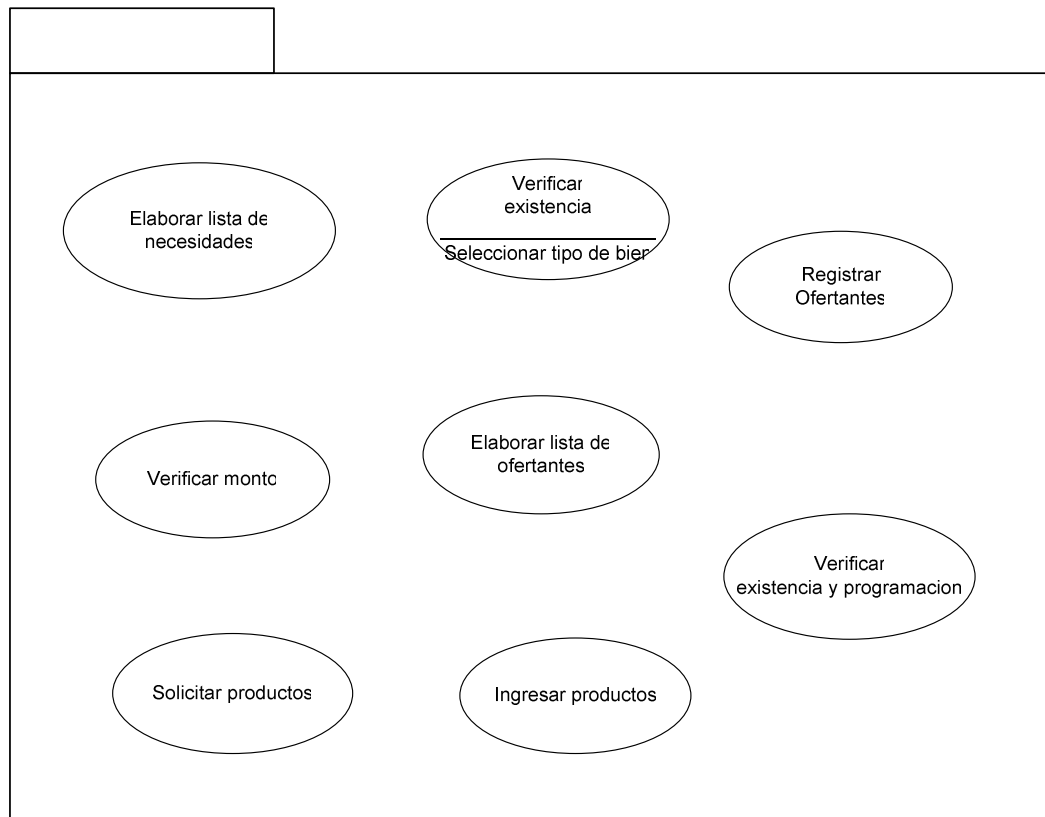 Elaborar lista de
necesidades
Verificar
existencia
Seleccionar tipo de bien
Registrar
Ofertantes
Verificar monto
Elaborar lista de
ofertantes
Verificar
existencia y programacion
Solicitar productos
Ingresar productos